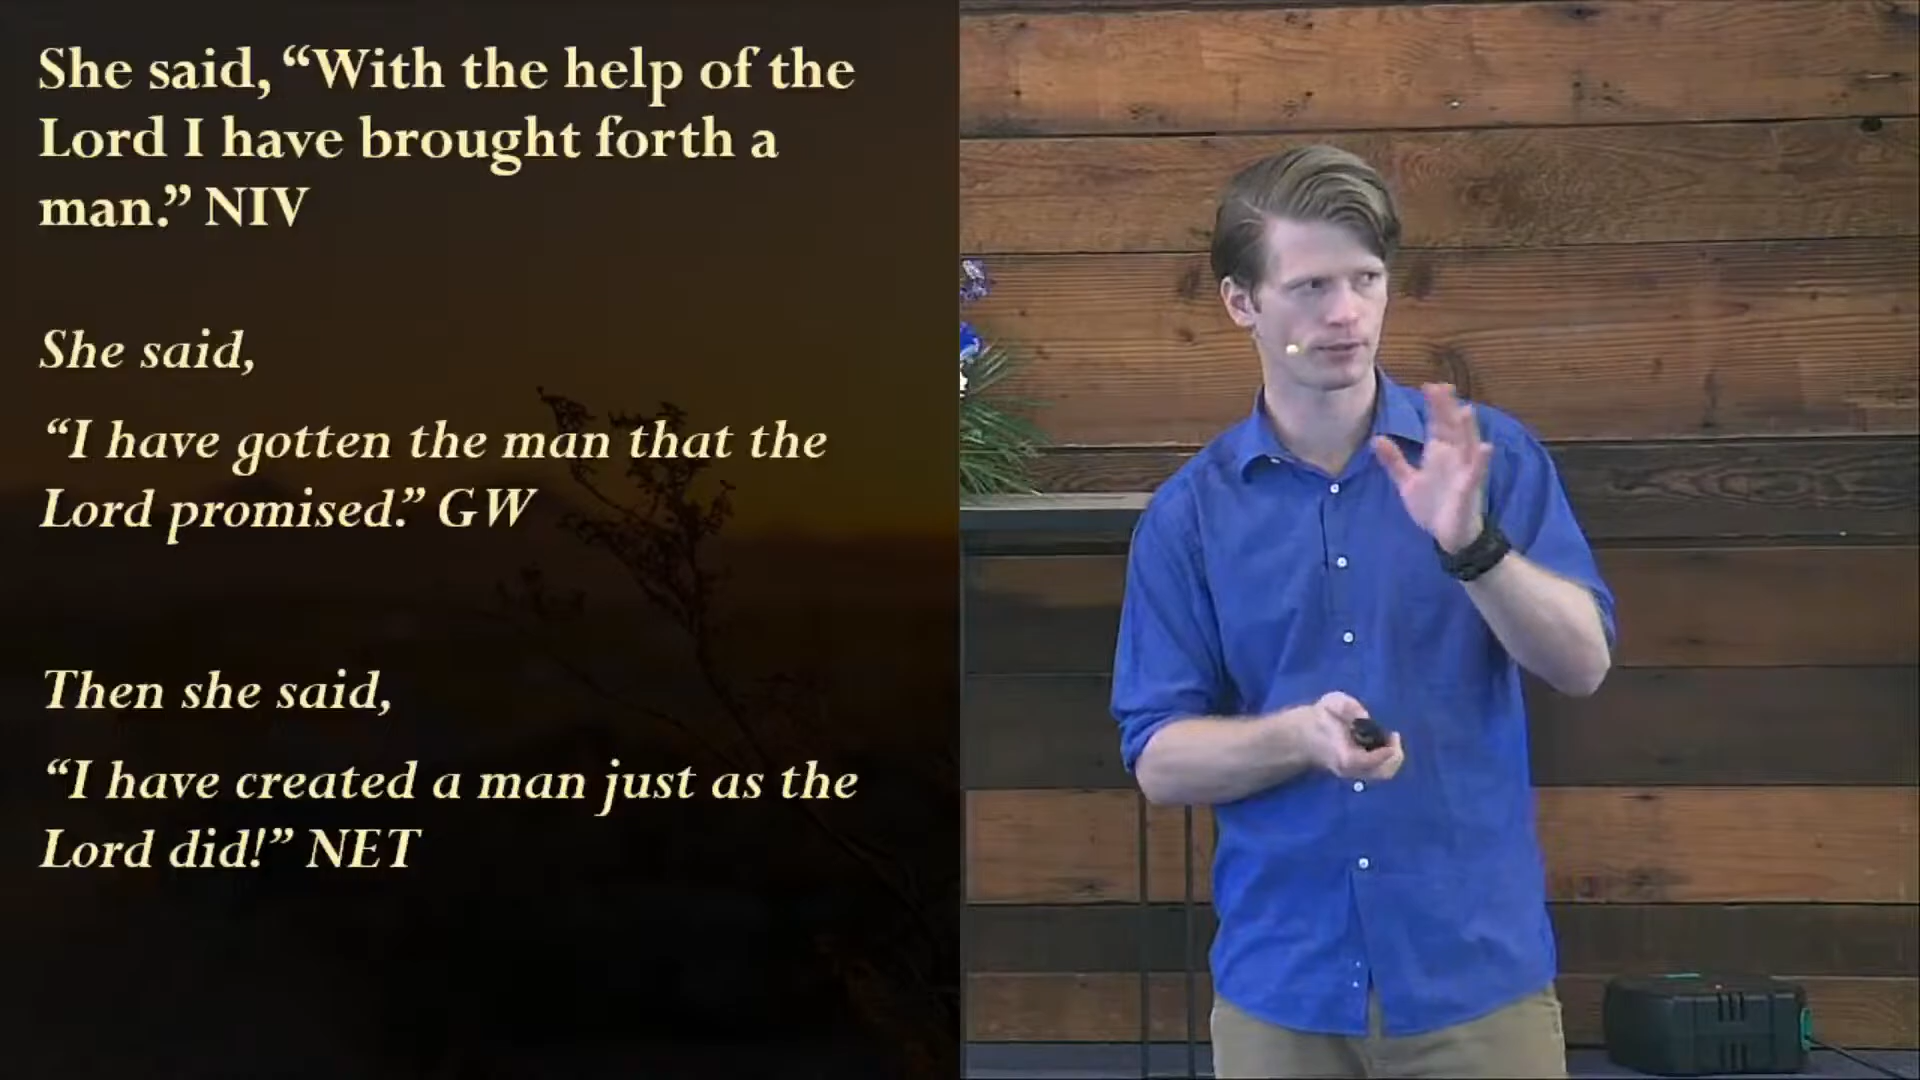 She said, “With the help of the
Lord I have brought forth a
man.” NIV
She said,
“I have gotten the man that the
Lord promised.” GW
Then she said,
“I have created a man just as the
Lord did!” NET